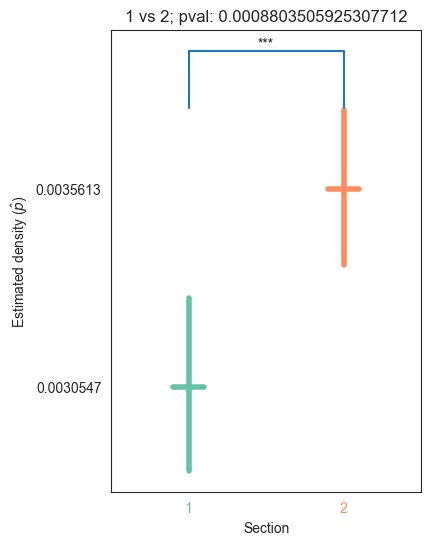 1 vs 2; pval: 0.0008803505925307712
***
0.0035613
Estimated density (p̂)
0.0030547
1
2
Section